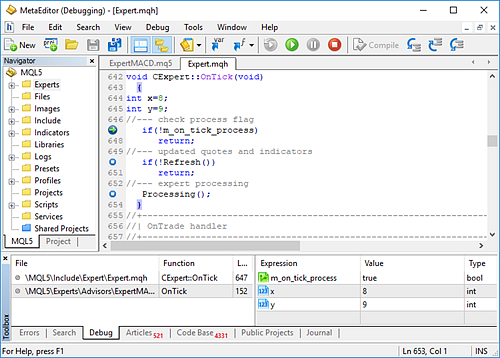 MetaEditor (Debugging) - [Expert.mqh]
File Edit Search View Build Debug Tools Window Help
New var f Compile
Navigator
MQL5
Experts
Files
Images
Include
Indicators
Libraries
Logs
Presets
Profiles
Projects
Scripts
Services
Shared Projects
MQL5 Project
ExpertMACD.mq5 Expert.mqh
642 void CExpert::OnTick(void)
643 {
644 int x=8;
645 int y=9;
646 //--- check process flag
647 if(!m_on_tick_process)
648 return;
649 //--- updated quotes and indicators
650 if(!Refresh())
651 return;
652 //--- expert processing
653 Processing();
654 }
655 //+
656 //| OnTrade handler
657 //+
File Function L... Expression Value Type
\MQL5\Include\Expert\Expert.mqh CExpert::OnTick 647 m_on_tick_process true bool
\MQL5\Experts\Advisors\ExpertMA... OnTick 152 x 8 int
y 9 int
Toolbox
Errors Search Debug Articles 521 Code Base 4331 Public Projects Journal
For Help, press F1 Ln 653, Col 1 INS